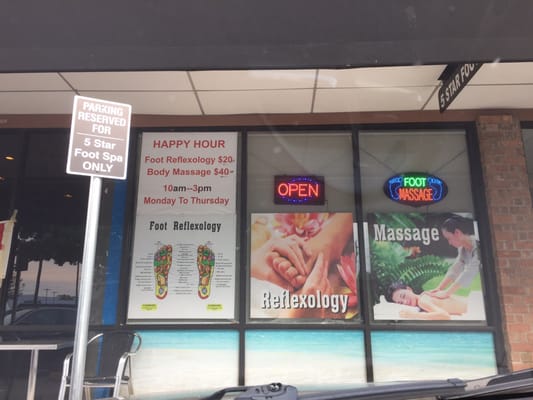 PARKING RESERVED
FOR
5 Star
Foot Spa
ONLY
HAPPY HOUR
Foot Reflexology $20
Body Massage $40
10am--3pm
Monday To Thursday
Foot Reflexology
OPEN
Reflexology
FOOT
MASSAGE
Massage
5 STAR FOO